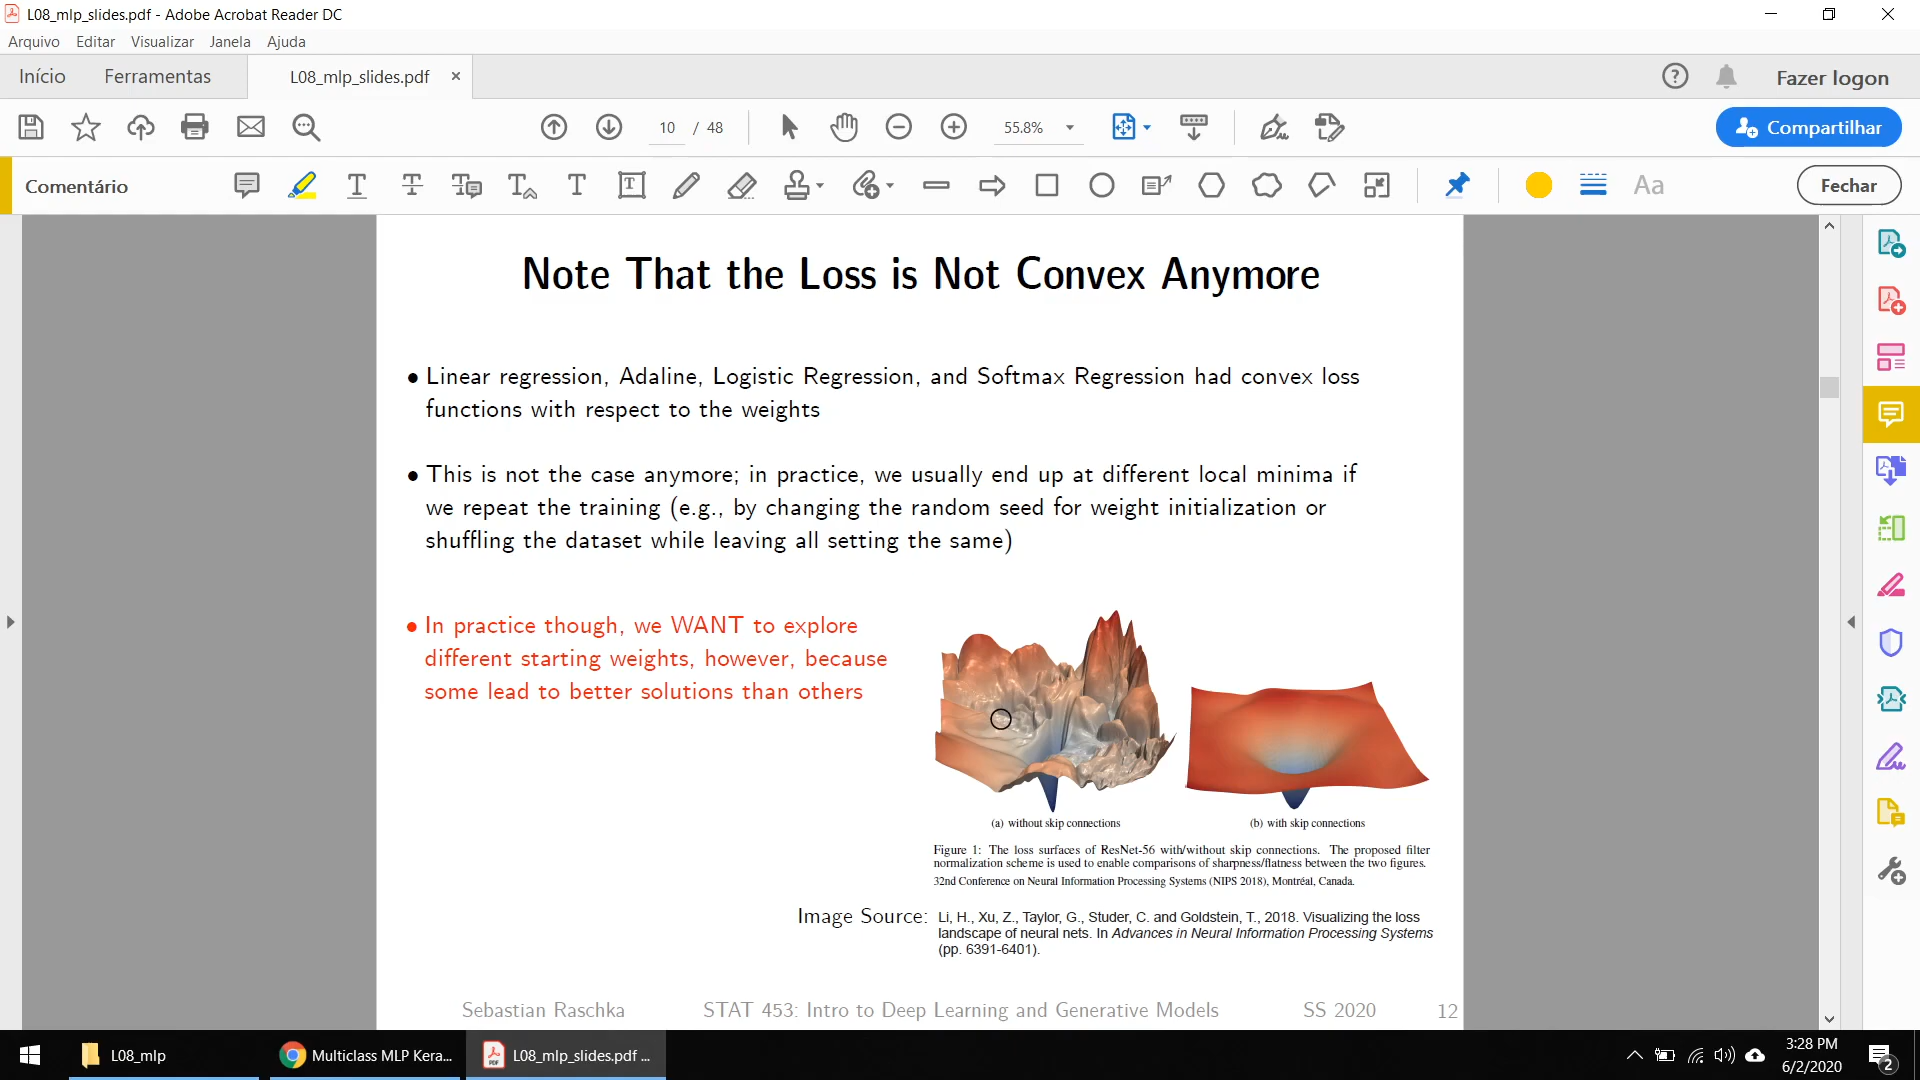 L08_mlp_slides.pdf - Adobe Acrobat Reader DC
Arquivo Editar Visualizar Janela Ajuda
Início Ferramentas L08_mlp_slides.pdf × ? Fazer logon
10 / 48 55.8% Compartilhar
Comentário T T T T T T Aa Fechar
Note That the Loss is Not Convex Anymore
• Linear regression, Adaline, Logistic Regression, and Softmax Regression had convex loss
functions with respect to the weights
• This is not the case anymore; in practice, we usually end up at different local minima if
we repeat the training (e.g., by changing the random seed for weight initialization or
shuffling the dataset while leaving all setting the same)
• In practice though, we WANT to explore
different starting weights, however, because
some lead to better solutions than others
(a) without skip connections (b) with skip connections
Figure 1: The loss surfaces of ResNet-56 with/without skip connections. The proposed filter
normalization scheme is used to enable comparisons of sharpness/flatness between the two figures.
32nd Conference on Neural Information Processing Systems (NIPS 2018), Montréal, Canada.
Image Source: Li, H., Xu, Z., Taylor, G., Studer, C. and Goldstein, T., 2018. Visualizing the loss
landscape of neural nets. In Advances in Neural Information Processing Systems
(pp. 6391-6401).
Sebastian Raschka STAT 453: Intro to Deep Learning and Generative Models SS 2020 12
L08_mlp Multiclass MLP Kera... L08_mlp_slides.pdf ...
3:28 PM
6/2/2020
2